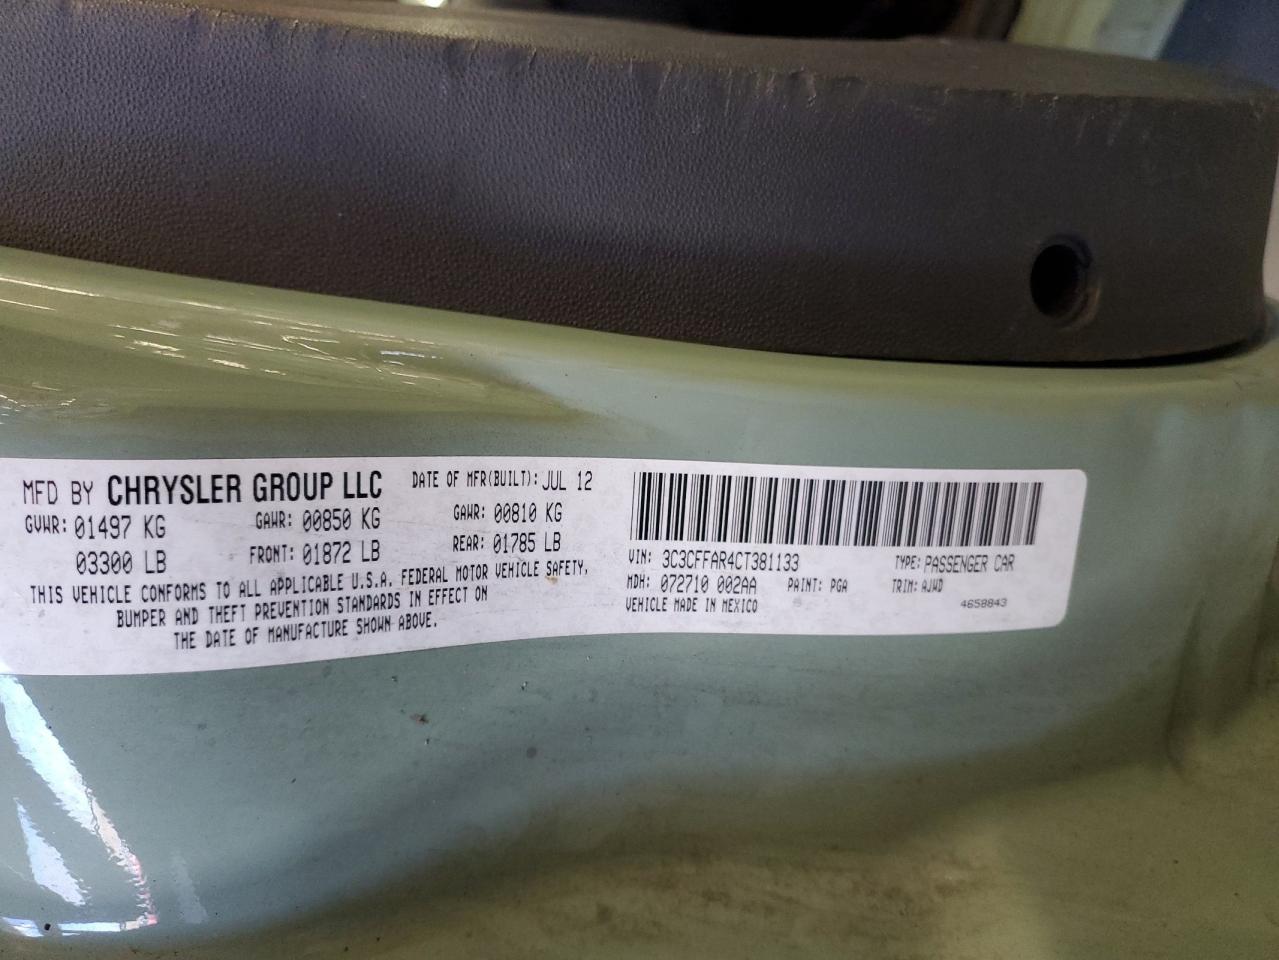 MFD BY CHRYSLER GROUP LLC DATE OF MFR(BUILT): JUL 12
GVWR: 01497 KG GAWR: 00850 KG GAWR: 00810 KG
03300 LB FRONT: 01872 LB REAR: 01785 LB
THIS VEHICLE CONFORMS TO ALL APPLICABLE U.S.A. FEDERAL MOTOR VEHICLE SAFETY,
BUMPER AND THEFT PREVENTION STANDARDS IN EFFECT ON
THE DATE OF MANUFACTURE SHOWN ABOVE.
VIN: 3C3CFFAR4CT381133 TYPE: PASSENGER CAR
MDH: 072710 002AA PAINT: PGA TRIM: AJWD
VEHICLE MADE IN MEXICO 4658843